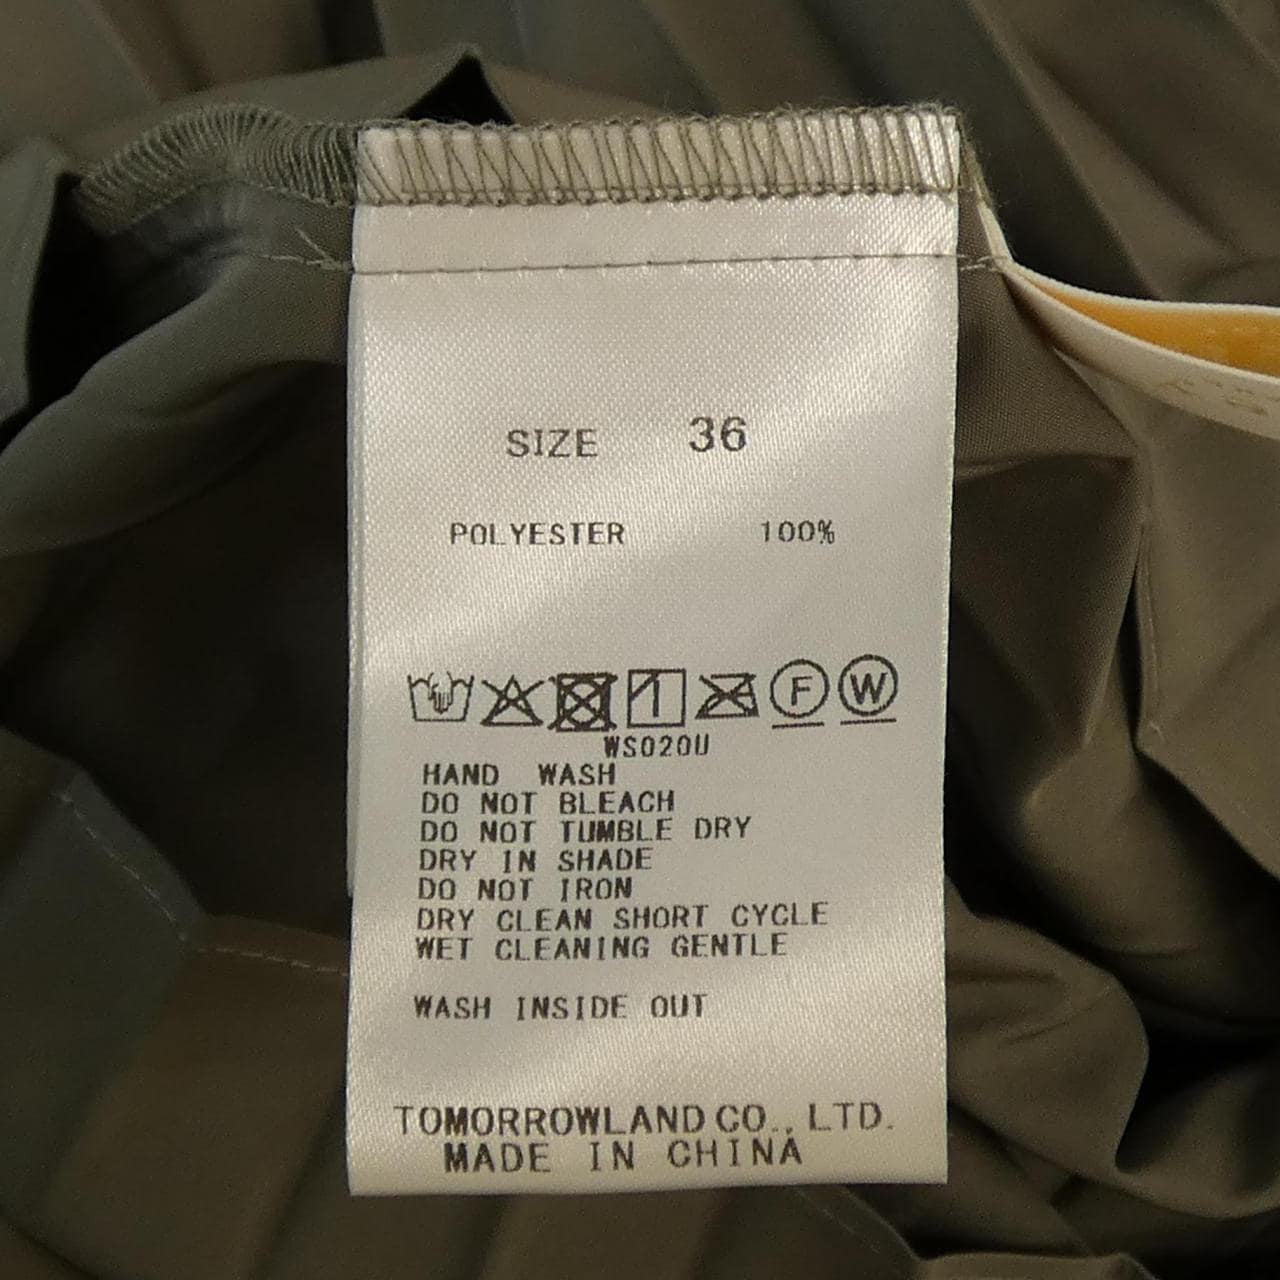 SIZE 36
POLYESTER 100%
F W
WS020U
HAND WASH
DO NOT BLEACH
DO NOT TUMBLE DRY
DRY IN SHADE
DO NOT IRON
DRY CLEAN SHORT CYCLE
WET CLEANING GENTLE
WASH INSIDE OUT
TOMORROWLAND CO., LTD.
MADE IN CHINA